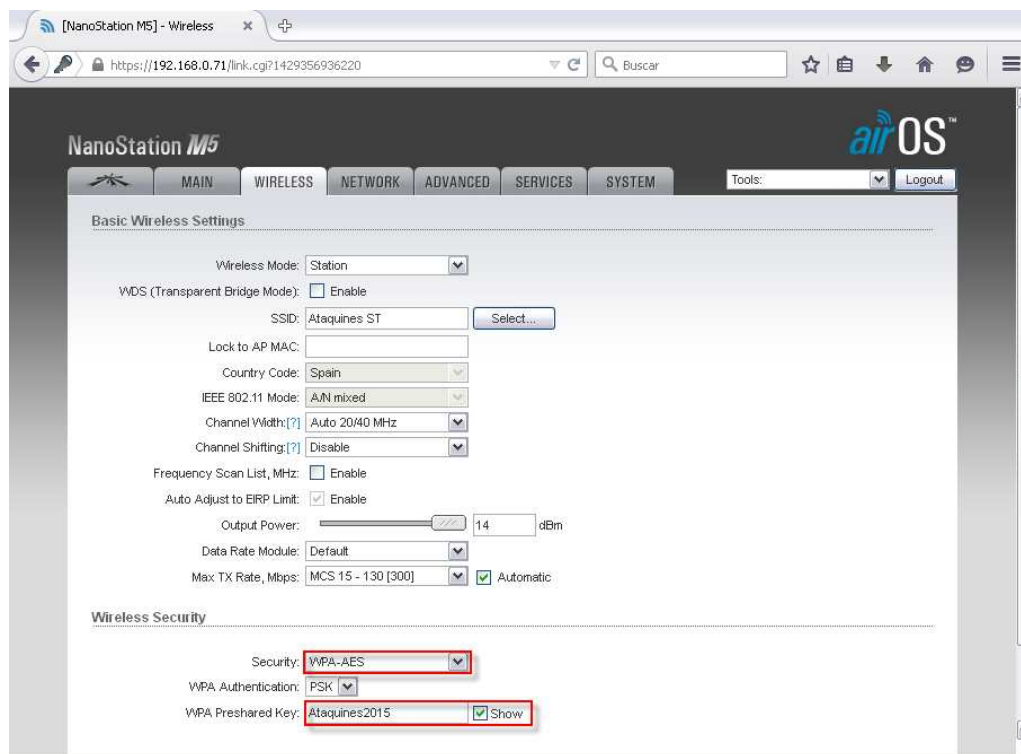 [NanoStation M5] - Wireless
https://192.168.0.71/link.cgi?1429356936220
Buscar
NanoStation M5
airOS™
MAIN WIRELESS NETWORK ADVANCED SERVICES SYSTEM Tools: Logout
Basic Wireless Settings
Wireless Mode: Station
WDS (Transparent Bridge Mode): Enable
SSID: Ataquines ST Select...
Lock to AP MAC:
Country Code: Spain
IEEE 802.11 Mode: A/N mixed
Channel Width:[?] Auto 20/40 MHz
Channel Shifting:[?] Disable
Frequency Scan List, MHz: Enable
Auto Adjust to EIRP Limit: Enable
Output Power: 14 dBm
Data Rate Module: Default
Max TX Rate, Mbps: MCS 15 - 130 [300] Automatic
Wireless Security
Security: WPA-AES
WPA Authentication: PSK
WPA Preshared Key: Ataquines2015 Show